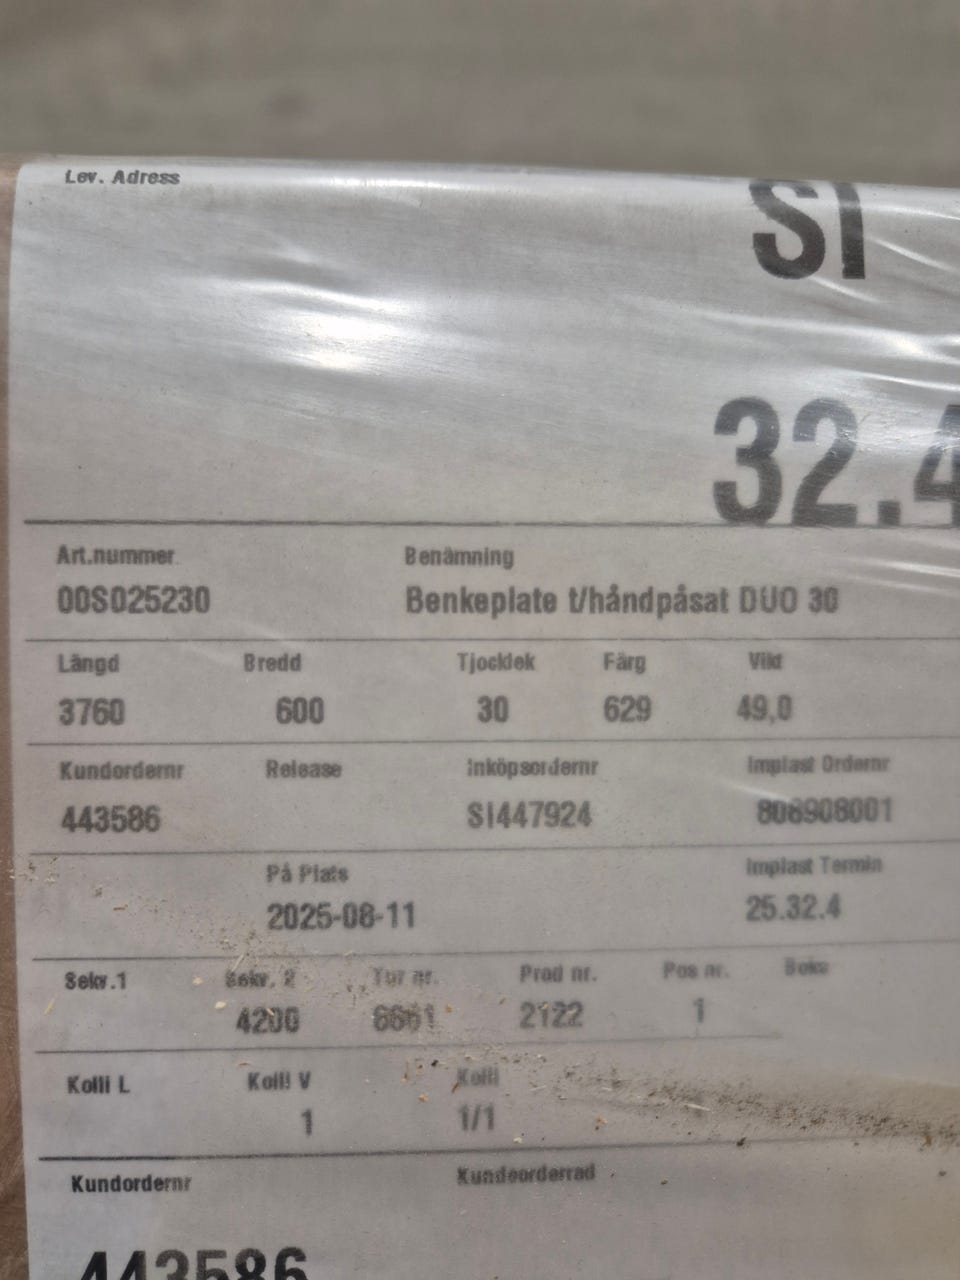 Lev. Adress
SI
32.4
Art.nummer Benämning
00S025230 Benkeplate t/håndpåsat DUO 30
Längd Bredd Tjocklek Färg Vikt
3760 600 30 629 49,0
Kundordernr Release Inköpsordernr Implast Ordernr
443586 SI447924 806908001
På Plats Implast Termin
2025-08-11 25.32.4
Sekv.1 Sekv. 2 Tur nr. Prod nr. Pos nr.
4200 2122 1
Kolli L Kolli V Kolli
1 1/1
Kundordernr Kundeorderrad
443586